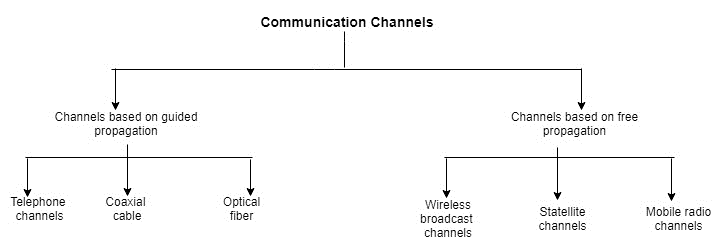 Communication Channels
Channels based on guided
propagation
Channels based on free
propagation
Telephone
channels
Coaxial
cable
Optical
fiber
Wireless
broadcast
channels
Statellite
channels
Mobile radio
channels